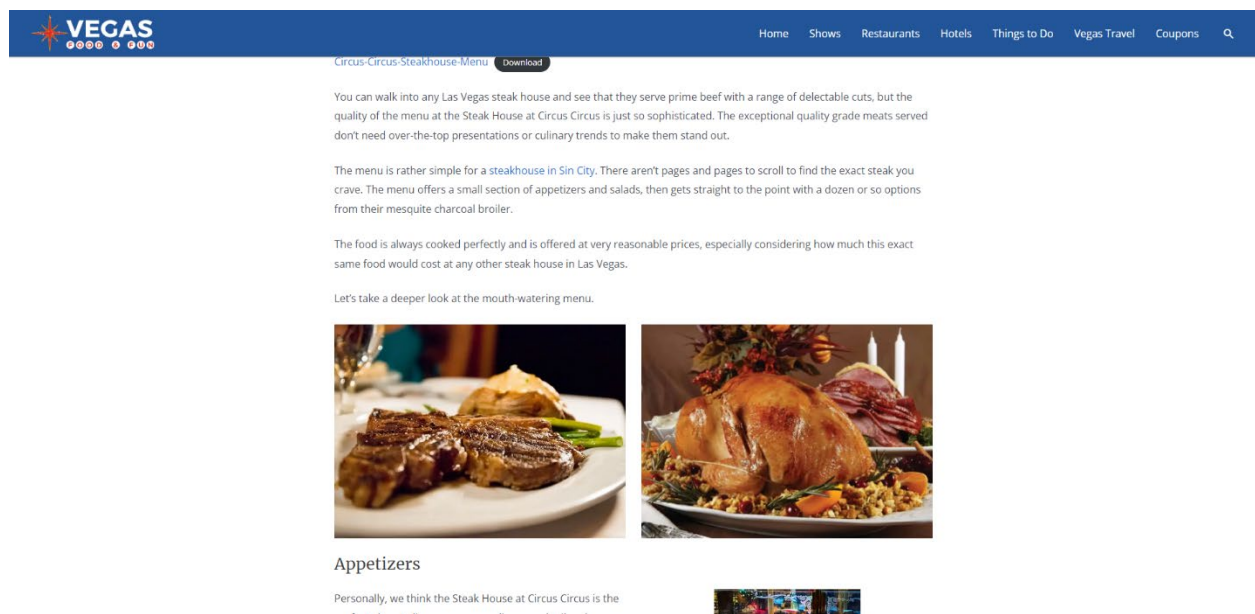 VEGAS
FOOD & FUN
Home Shows Restaurants Hotels Things to Do Vegas Travel Coupons
Circus-Circus-Steakhouse-Menu Download
You can walk into any Las Vegas steak house and see that they serve prime beef with a range of delectable cuts, but the
quality of the menu at the Steak House at Circus Circus is just so sophisticated. The exceptional quality grade meats served
don't need over-the-top presentations or culinary trends to make them stand out.
The menu is rather simple for a steakhouse in Sin City. There aren't pages and pages to scroll to find the exact steak you
crave. The menu offers a small section of appetizers and salads, then gets straight to the point with a dozen or so options
from their mesquite charcoal broiler.
The food is always cooked perfectly and is offered at very reasonable prices, especially considering how much this exact
same food would cost at any other steak house in Las Vegas.
Let's take a deeper look at the mouth-watering menu.
Appetizers
Personally, we think the Steak House at Circus Circus is the